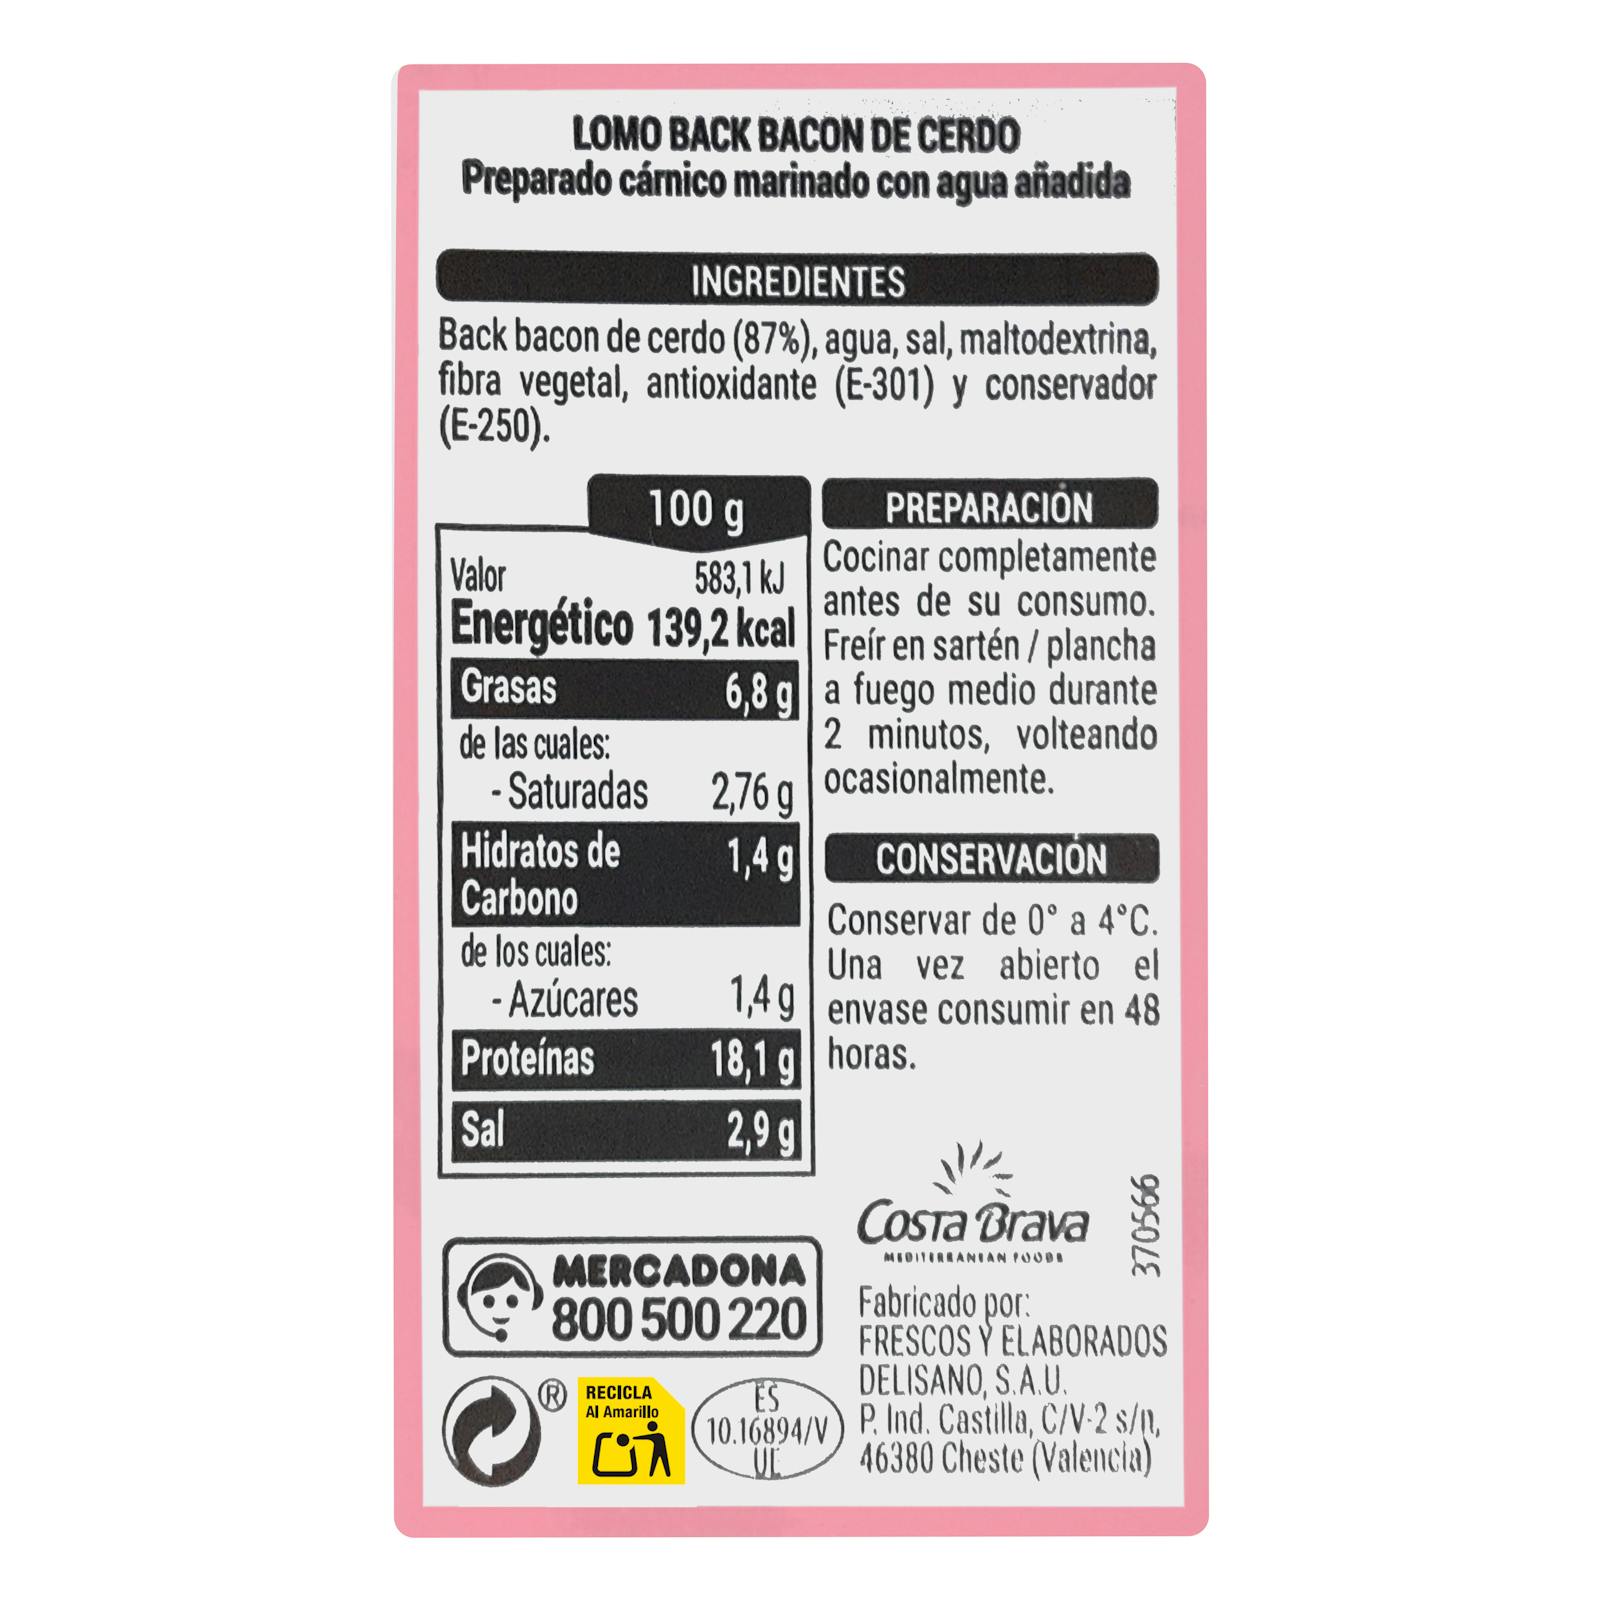 LOMO BACK BACON DE CERDO
Preparado cárnico marinado con agua añadida
INGREDIENTES
Back bacon de cerdo (87%), agua, sal, maltodextrina,
fibra vegetal, antioxidante (E-301) y conservador
(E-250).
100 g
Valor 583,1 kJ
Energético 139,2 kcal
Grasas 6,8 g
de las cuales:
- Saturadas 2,76 g
Hidratos de 1,4 g
Carbono
de los cuales:
- Azúcares 1,4 g
Proteínas 18,1 g
Sal 2,9 g
PREPARACIÓN
Cocinar completamente
antes de su consumo.
Freír en sartén / plancha
a fuego medio durante
2 minutos, volteando
ocasionalmente.
CONSERVACIÓN
Conservar de 0° a 4°C.
Una vez abierto el
envase consumir en 48
horas.
Costa Brava
MEDITERRANEAN FOODS
370566
MERCADONA
800 500 220
Fabricado por:
FRESCOS Y ELABORADOS
DELISANO, S.A.U.
P. Ind. Castilla, C/V-2 s/n,
46380 Cheste (Valencia)
®
RECICLA
Al Amarillo
ES
10.16894/V
UE